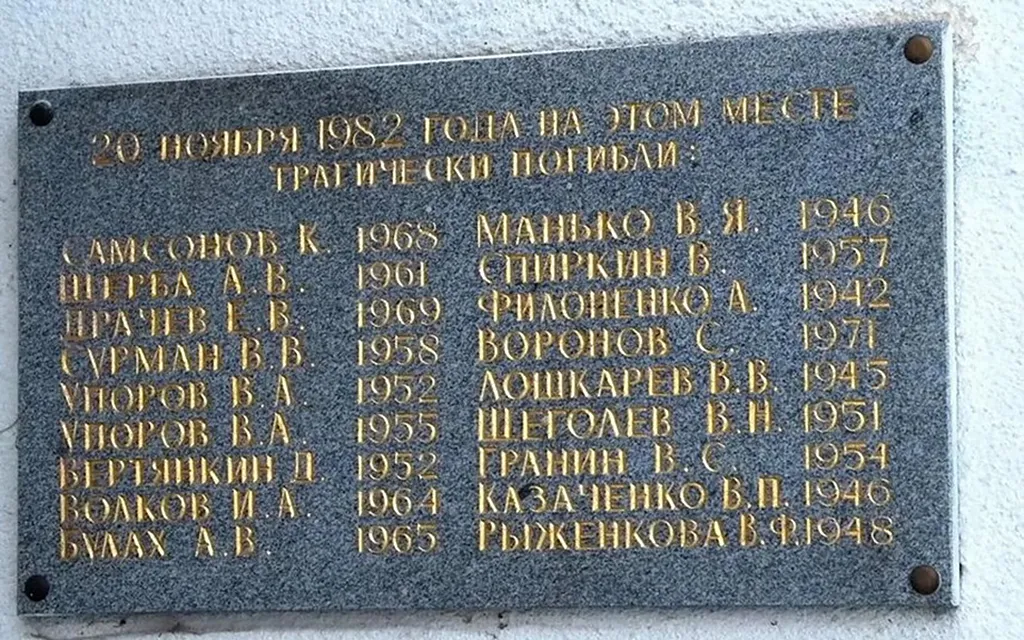 20 НОЯБРЯ 1982 ГОДА НА ЭТОМ МЕСТЕ
ТРАГИЧЕСКИ ПОГИБЛИ:
САМСОНОВ К. 1968
ЩЕРБА А.В. 1961
ДРАЧЕВ Е.В. 1969
СУРМАН В.В. 1958
УПОРОВ В.А. 1952
УПОРОВ В.А. 1955
ВЕРТЯНКИН Д. 1952
ВОЛКОВ И.А. 1964
БУЛАХ А.В. 1965
МАНЬКО В.Я. 1946
СПИРКИН В. 1957
ФИЛОНЕНКО А. 1942
ВОРОНОВ С. 1971
ЛОШКАРЕВ В.В. 1945
ЩЕГОЛЕВ В.Н. 1951
ГРАНИН В.С. 1954
КАЗАЧЕНКО В.П. 1946
РЫЖЕНКОВА В.Ф. 1948